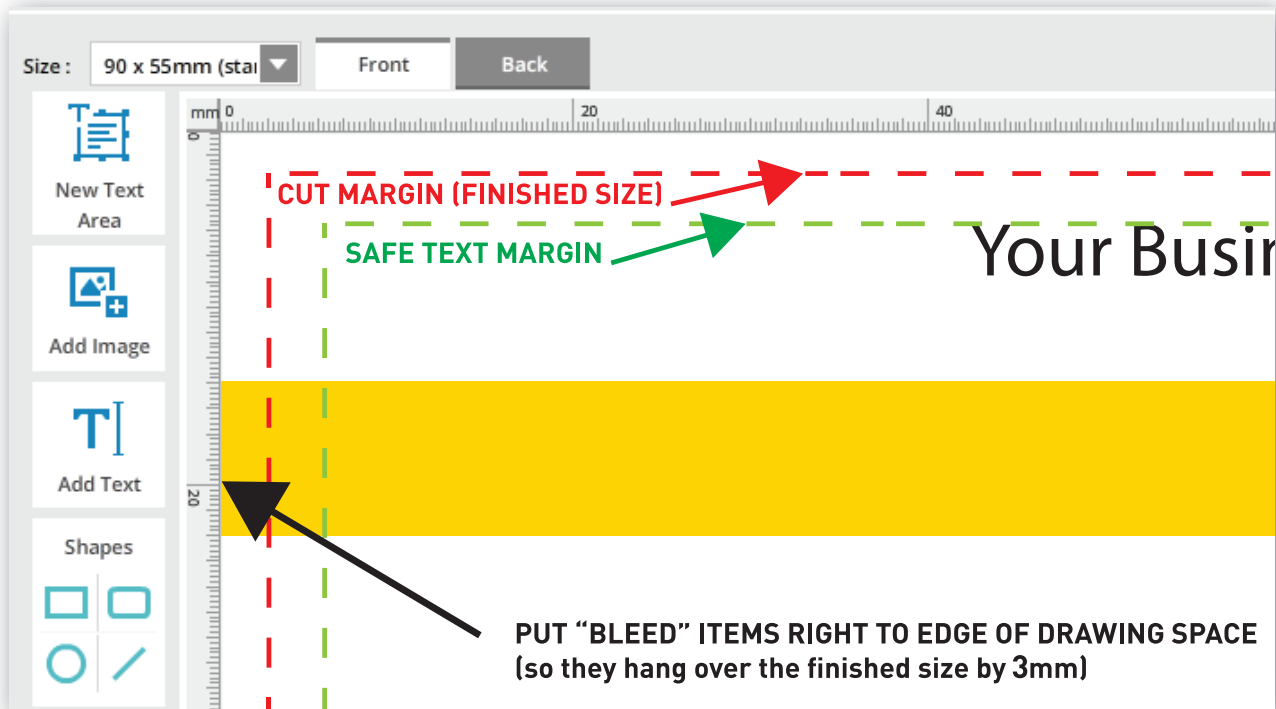 Size :
90 x 55mm (sta
Front
Back
New Text
Area
Add Image
Add Text
Shapes
mm
0
20
40
0
20
CUT MARGIN (FINISHED SIZE)
SAFE TEXT MARGIN
Your Busin
PUT “BLEED” ITEMS RIGHT TO EDGE OF DRAWING SPACE
(so they hang over the finished size by 3mm)